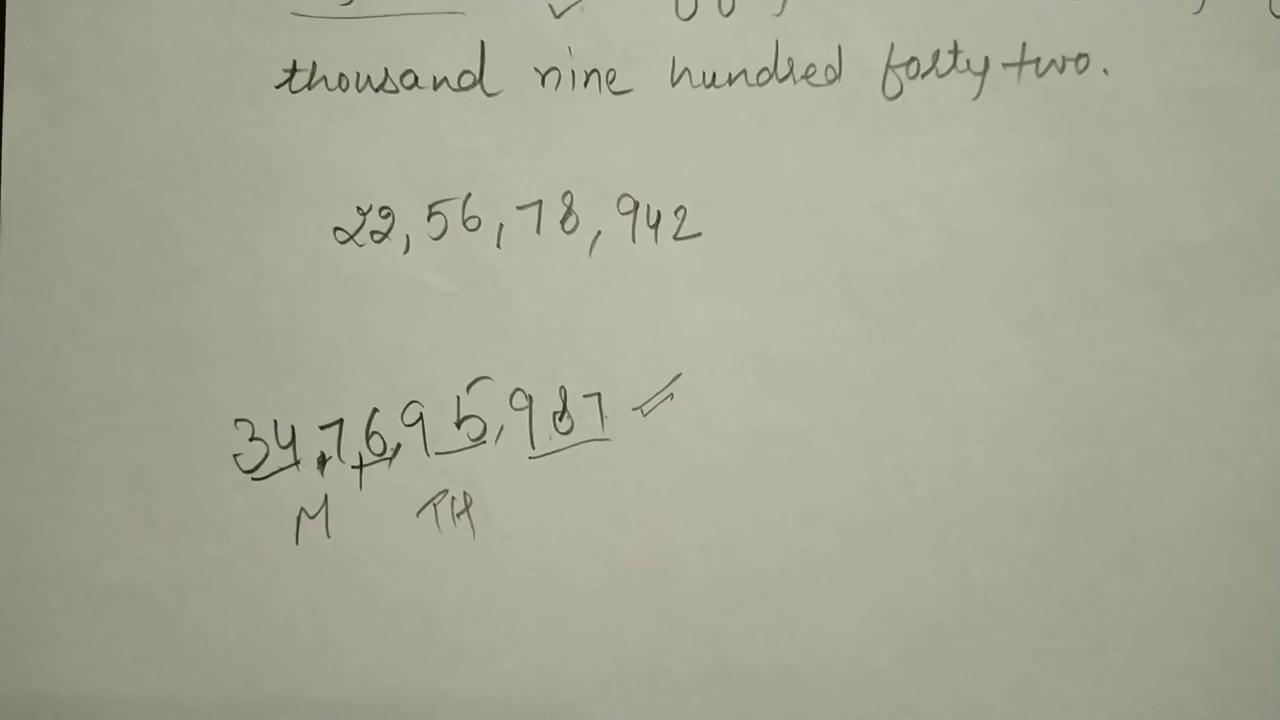 thousand nine hundred forty two.
22,56,78,942
34,7,6,95,987
M TH